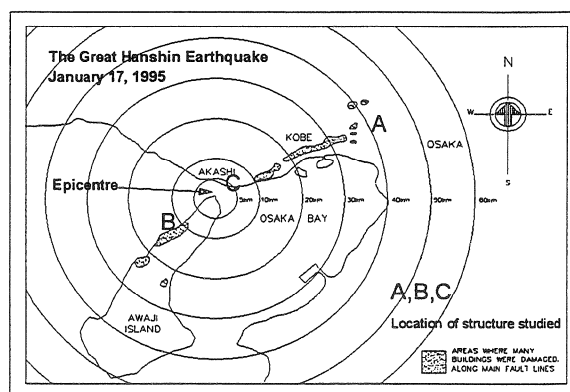 The Great Hanshin Earthquake
January 17, 1995
N
W
E
S
A
KOBE
OSAKA
AKASHI
C
Epicentre
5km
10km
20km
30km
40km
50km
60km
OSAKA BAY
B
A,B,C
AWAJI
ISLAND
Location of structure studied
AREAS WHERE MANY
BUILDINGS WERE DAMAGED.
ALONG MAIN FAULT LINES